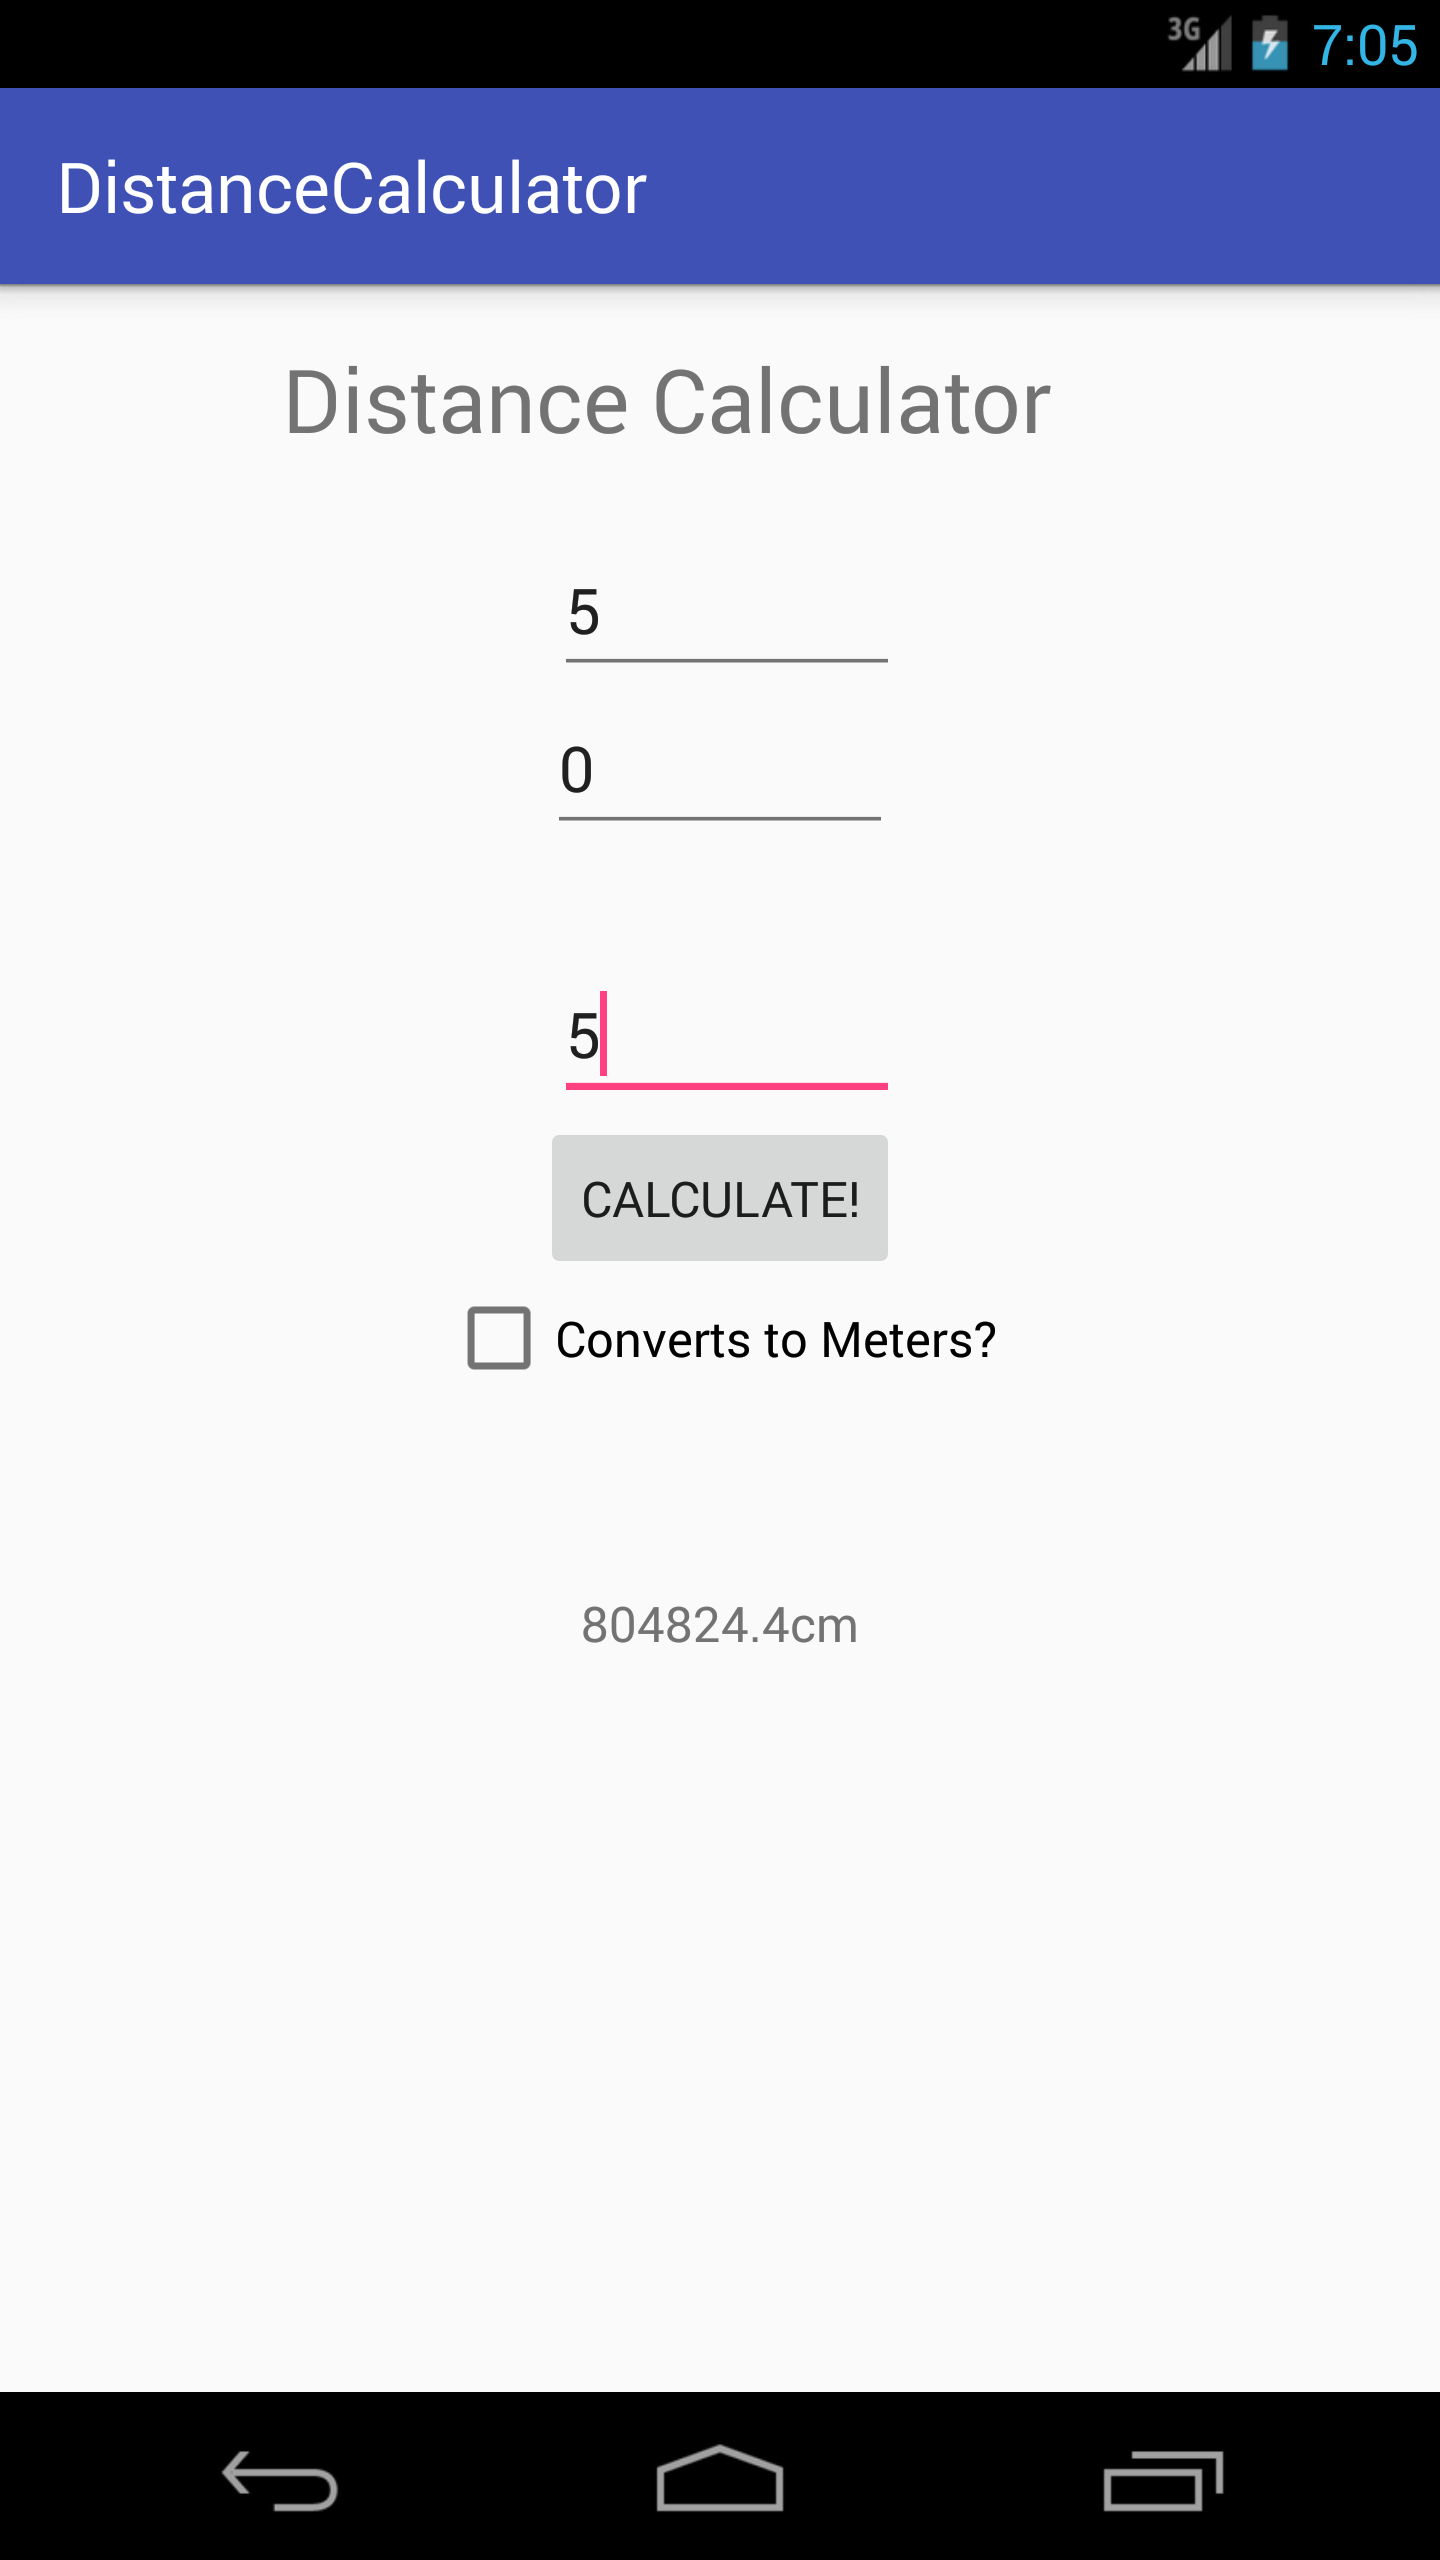 3G 7:05
DistanceCalculator
Distance Calculator
5
0
5
CALCULATE!
Converts to Meters?
804824.4cm